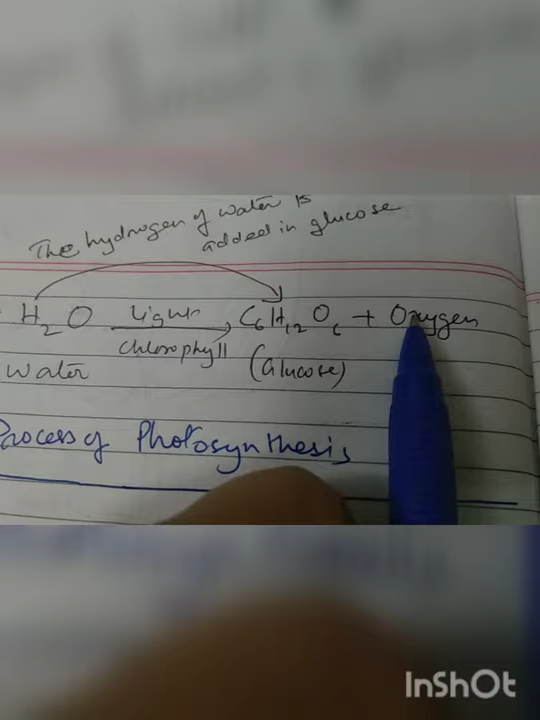 The hydrogen of water is
added in glucose
H2O light C6H12O6 + Oxygen
chlorophyll
water (Glucose)
Process of Photosynthesis
InShOt